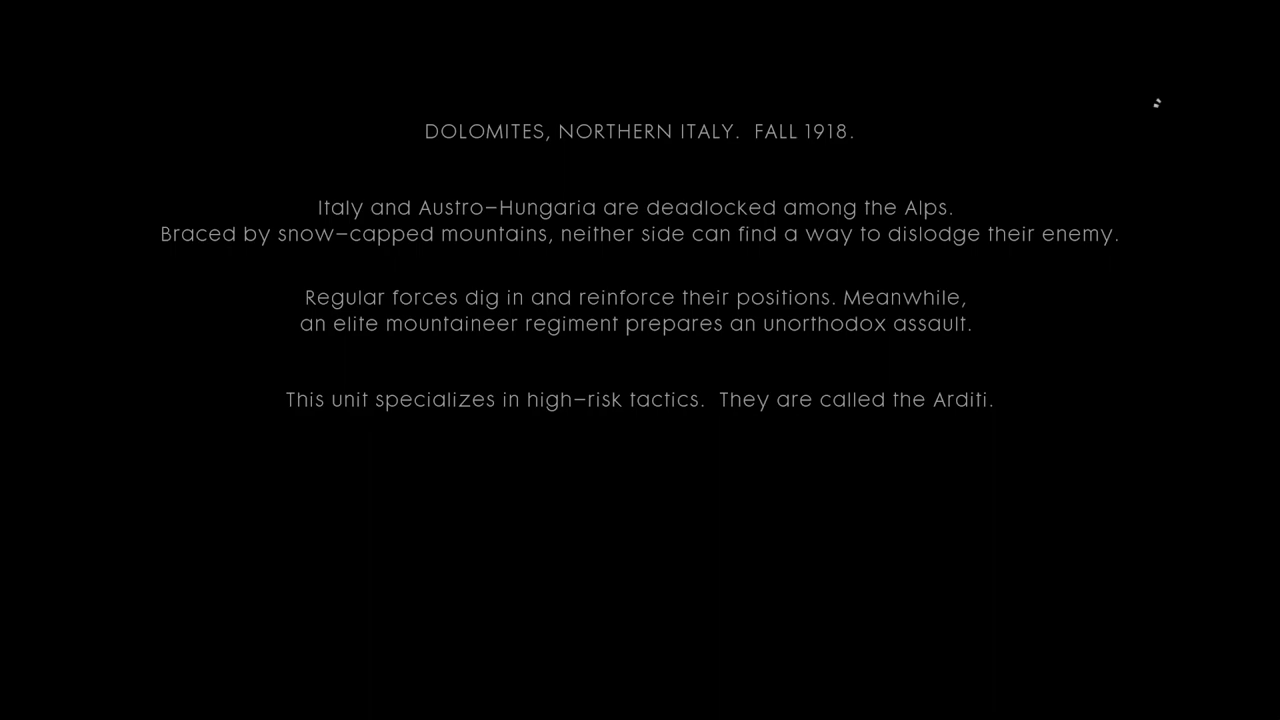 DOLOMITES, NORTHERN ITALY. FALL 1918.
Italy and Austro-Hungaria are deadlocked among the Alps.
Braced by snow-capped mountains, neither side can find a way to dislodge their enemy.
Regular forces dig in and reinforce their positions. Meanwhile,
an elite mountaineer regiment prepares an unorthodox assault.
This unit specializes in high-risk tactics. They are called the Arditi.